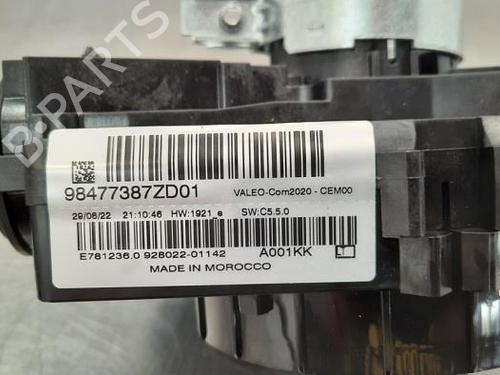 B-PARTS
98477387ZD01
VALEO-Com2020 - CEM00
29/06/22 21:10:46 HW:1921_e SW:C5.5.0
E781236.0 928022-01142 A001KK
MADE IN MOROCCO